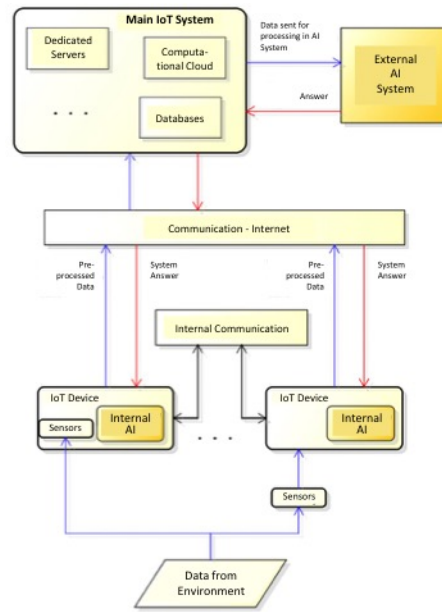 Main IoT System
Dedicated
Servers
Computa-
tional Cloud
. . .
Databases
Data sent for
processing in AI
System
Answer
External
AI
System
Communication - Internet
Pre-
processed
Data
System
Answer
Pre-
processed
Data
System
Answer
Internal Communication
IoT Device
Sensors
Internal
AI
. . .
IoT Device
Internal
AI
Sensors
Data from
Environment